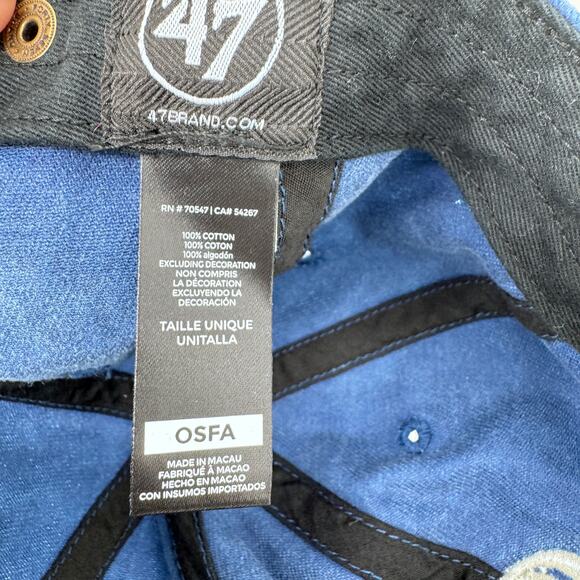 47
47BRAND.COM
RN # 70547 | CA# 54267
100% COTTON
100% COTON
100% algodón
EXCLUDING DECORATION
NON COMPRIS
LA DÉCORATION
EXCLUYENDO LA
DECORACIÓN
TAILLE UNIQUE
UNITALLA
OSFA
MADE IN MACAU
FABRIQUÉ À MACAO
HECHO EN MACAO
CON INSUMOS IMPORTADOS